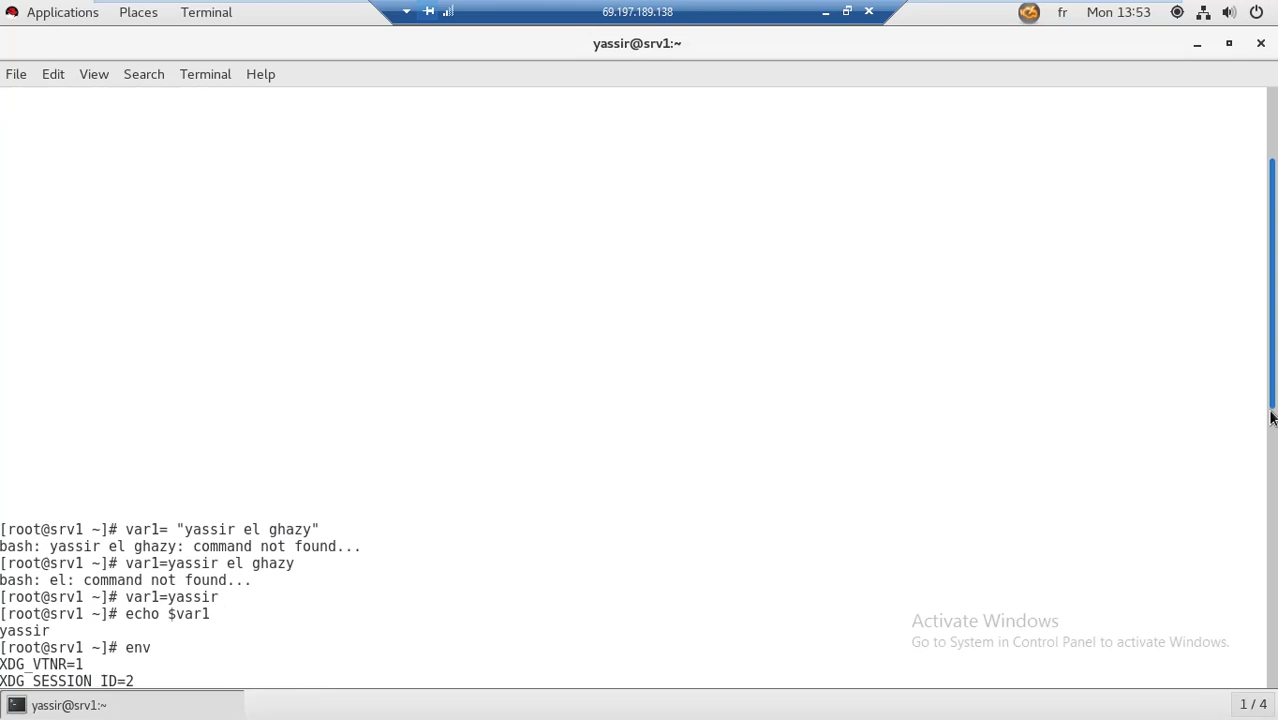 Applications Places Terminal 69.197.189.138 fr Mon 13:53
yassir@srv1:~
File Edit View Search Terminal Help
[root@srv1 ~]# var1= "yassir el ghazy"
bash: yassir el ghazy: command not found...
[root@srv1 ~]# var1=yassir el ghazy
bash: el: command not found...
[root@srv1 ~]# var1=yassir
[root@srv1 ~]# echo $var1
yassir
[root@srv1 ~]# env
XDG_VTNR=1
XDG_SESSION_ID=2
Activate Windows
Go to System in Control Panel to activate Windows.
yassir@srv1:~ 1 / 4